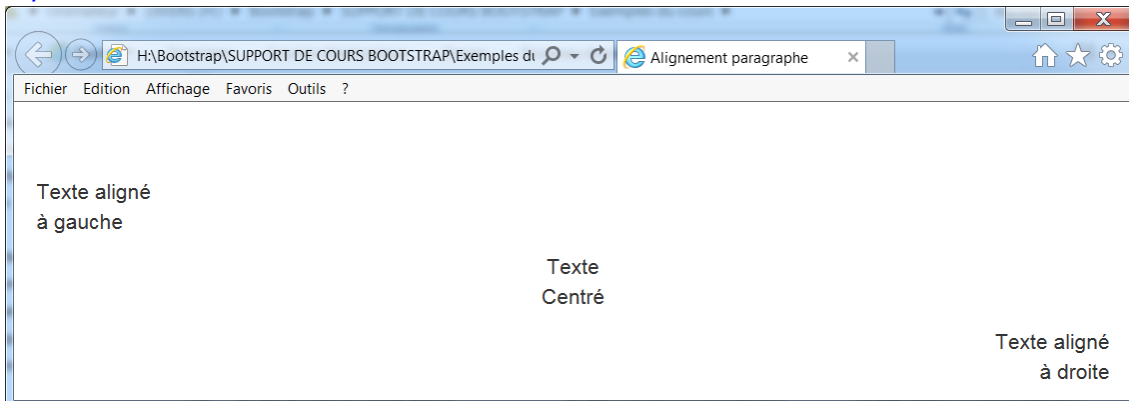 H:\Bootstrap\SUPPORT DE COURS BOOTSTRAP\Exemples du
Alignement paragraphe
Fichier Edition Affichage Favoris Outils ?
Texte aligné
à gauche
Texte
Centré
Texte aligné
à droite